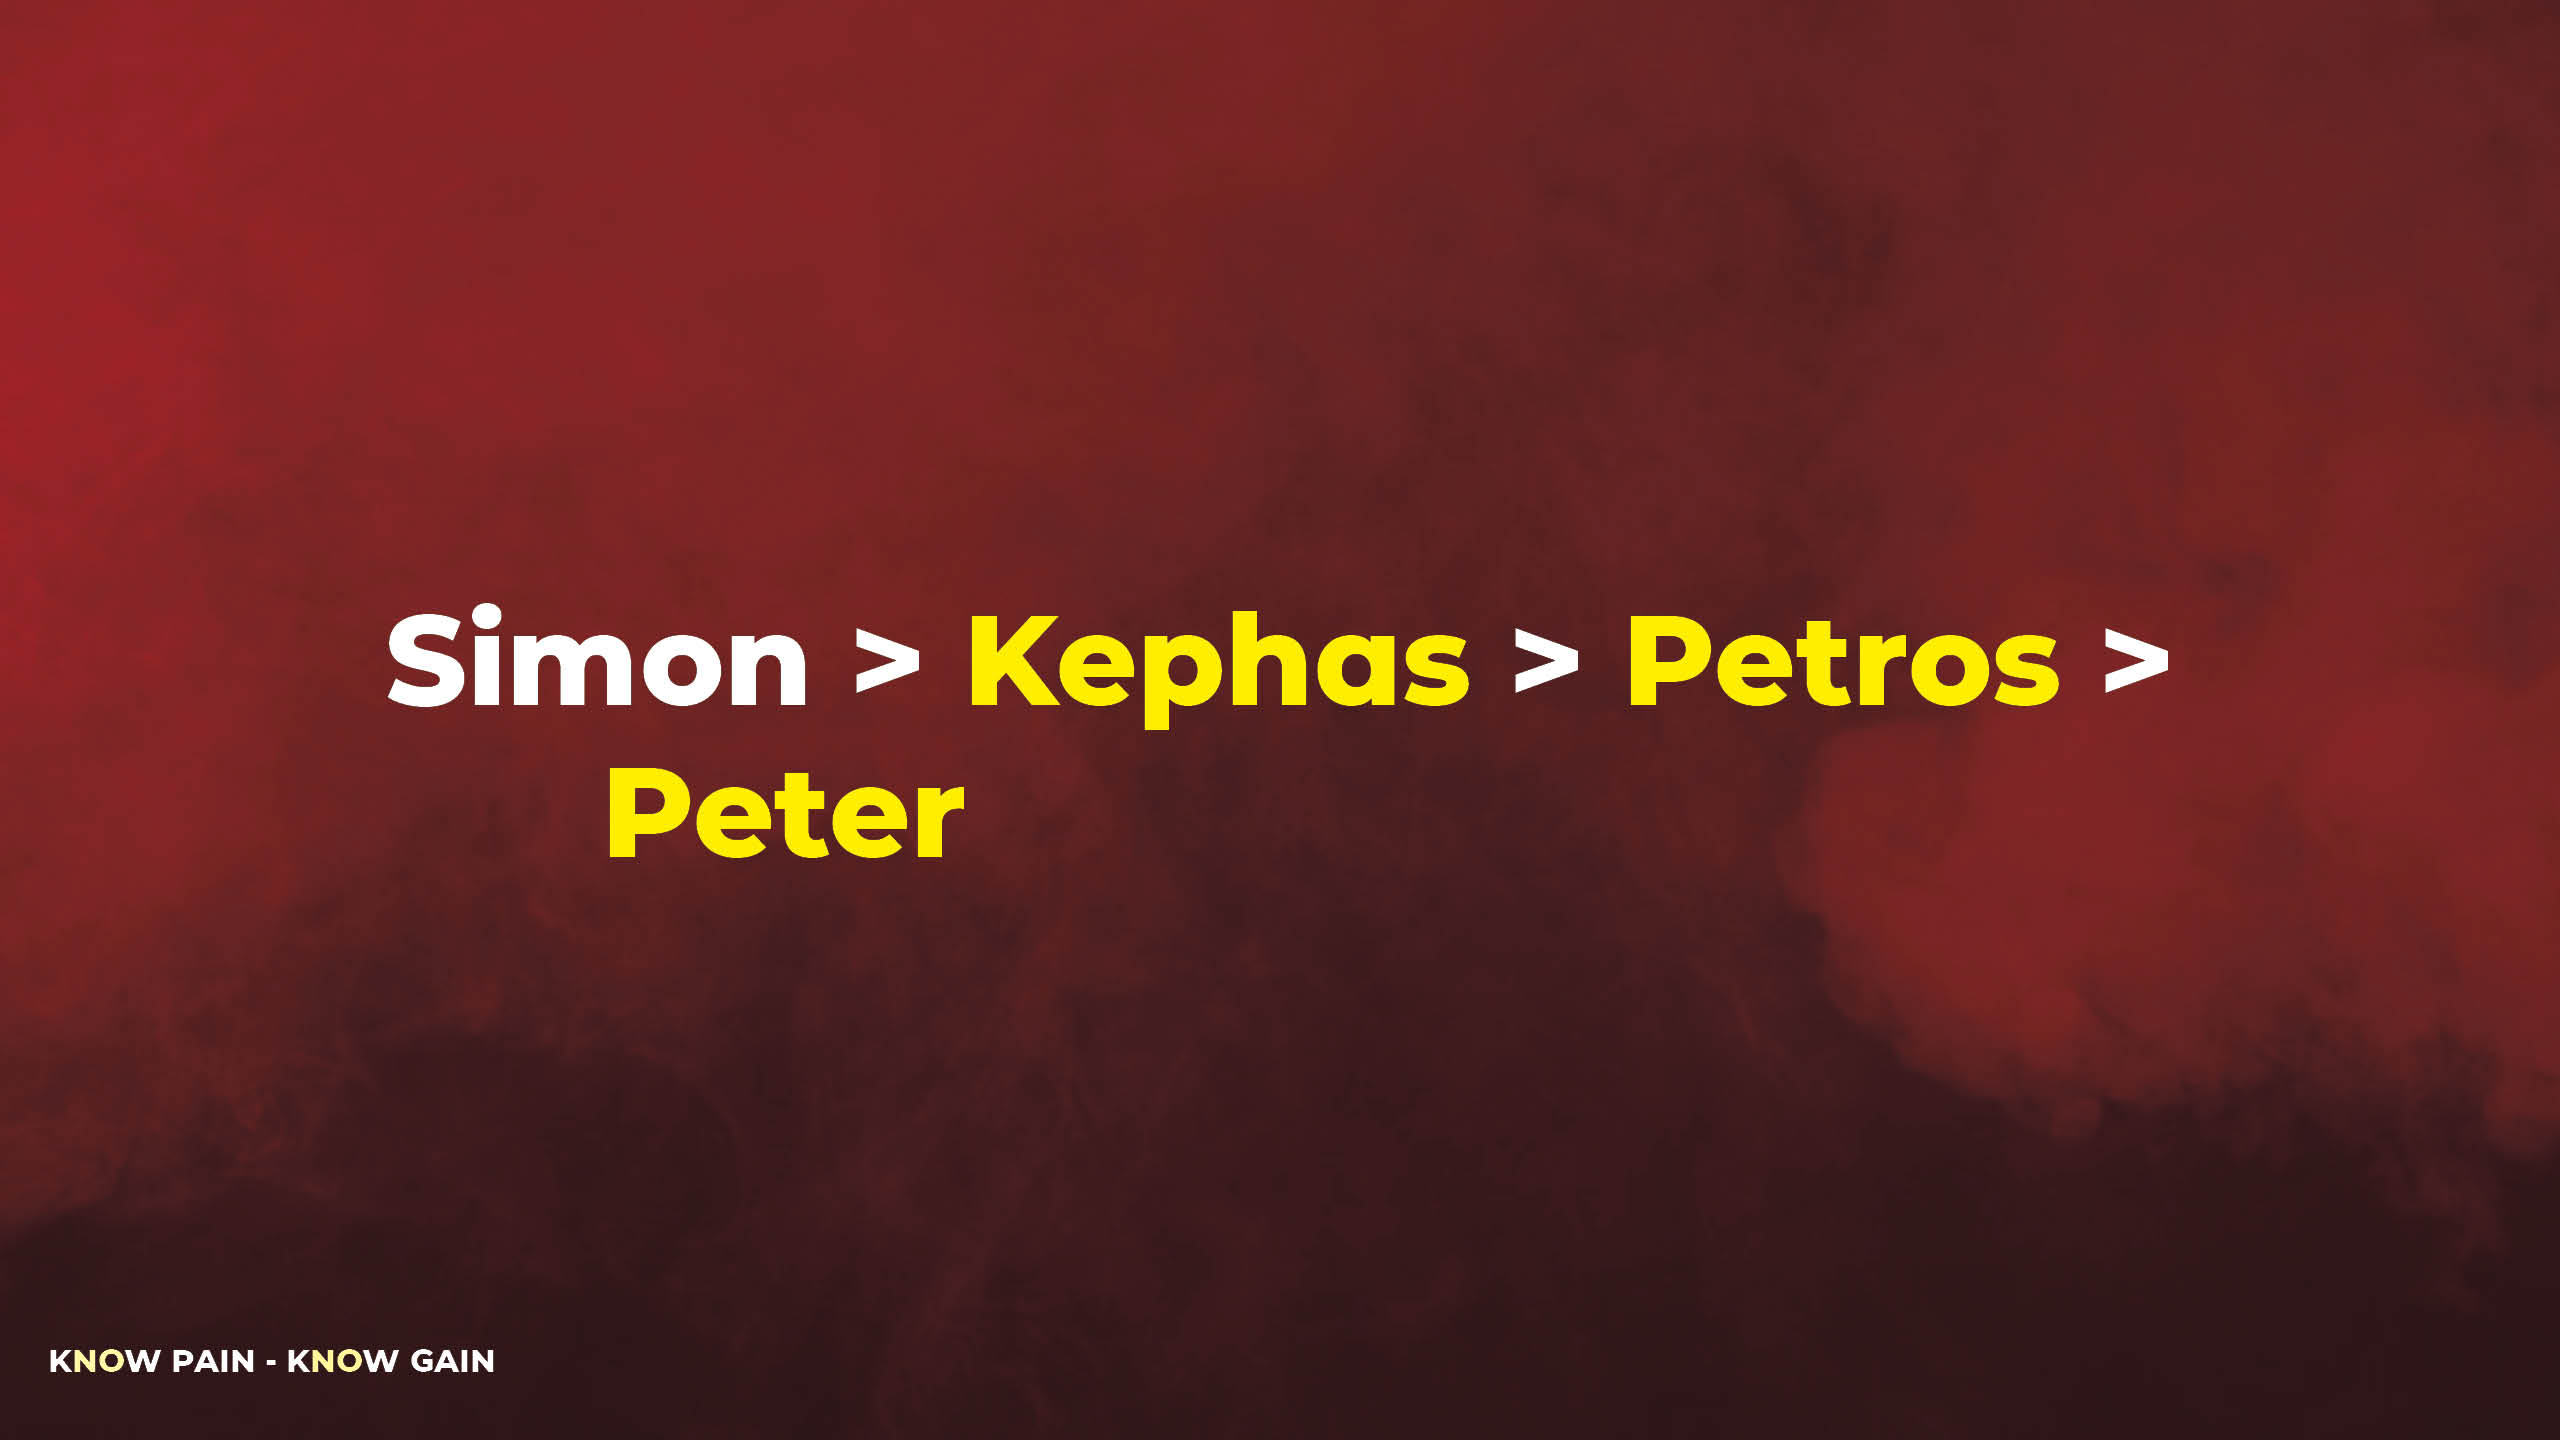 Simon > Kephas > Petros >
Peter
KNOW PAIN - KNOW GAIN